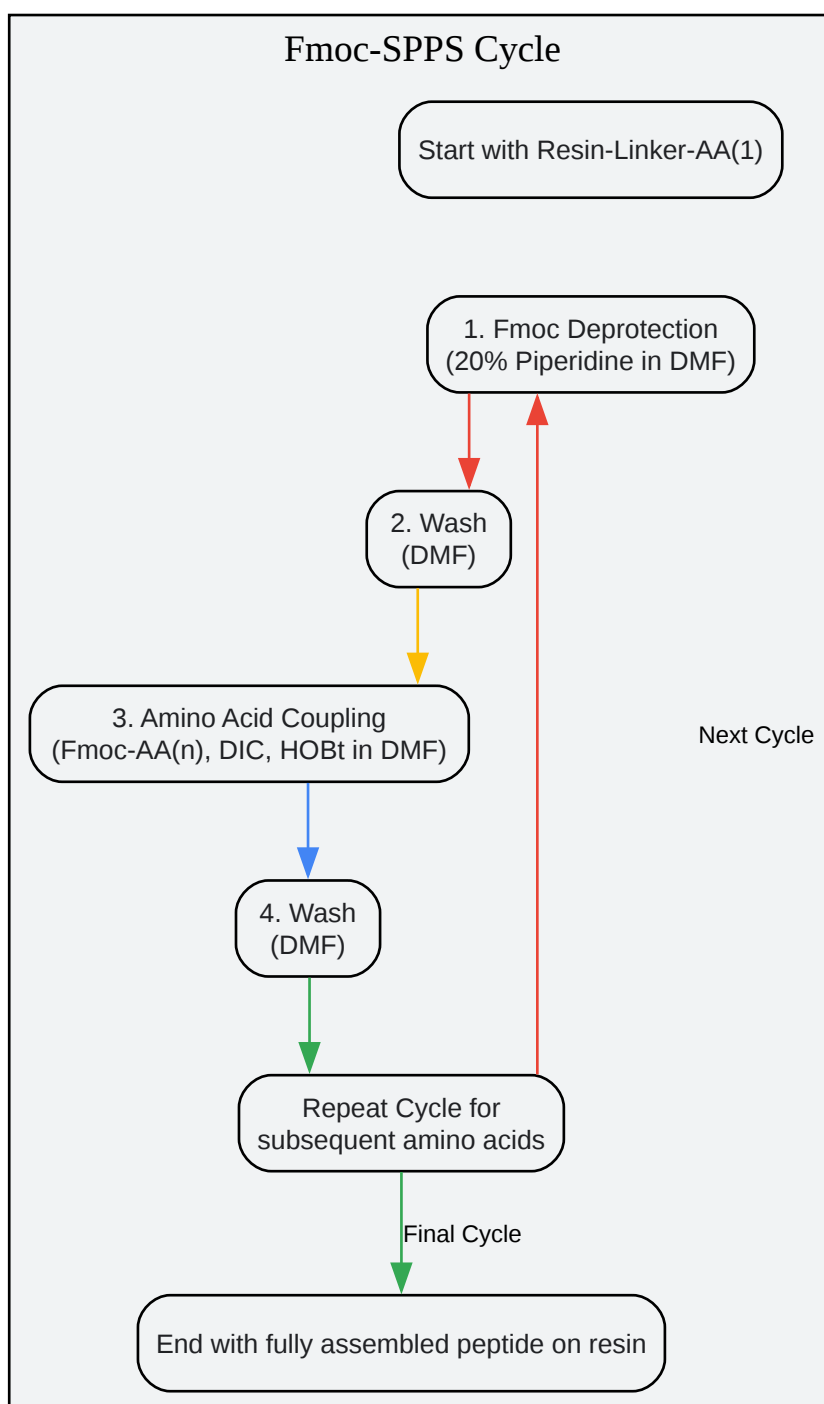 Fmoc-SPPS Cycle
Start with Resin-Linker-AA(1)
1. Fmoc Deprotection
(20% Piperidine in DMF)
2. Wash
(DMF)
3. Amino Acid Coupling
(Fmoc-AA(n), DIC, HOBt in DMF)
Next Cycle
4. Wash
(DMF)
Repeat Cycle for
subsequent amino acids
Final Cycle
End with fully assembled peptide on resin